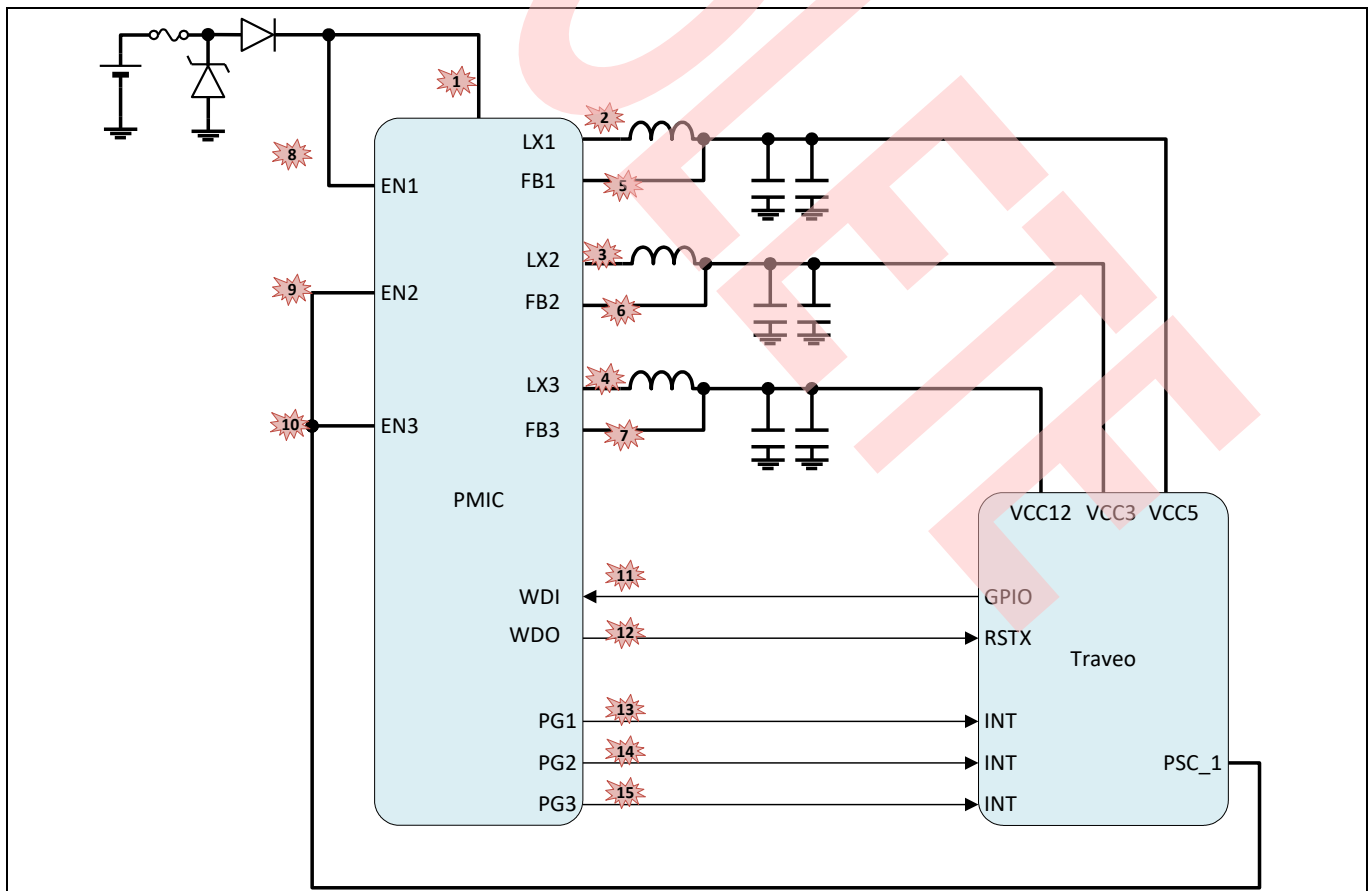 1
2
LX1
8
EN1
FB1
5
3
LX2
9
EN2
FB2
6
4
LX3
10
EN3
FB3
7
PMIC
VCC12 VCC3 VCC5
11
WDI
GPIO
WDO
12
RSTX
Traveo
13
PG1
INT
14
PG2
INT
PSC_1
15
PG3
INT